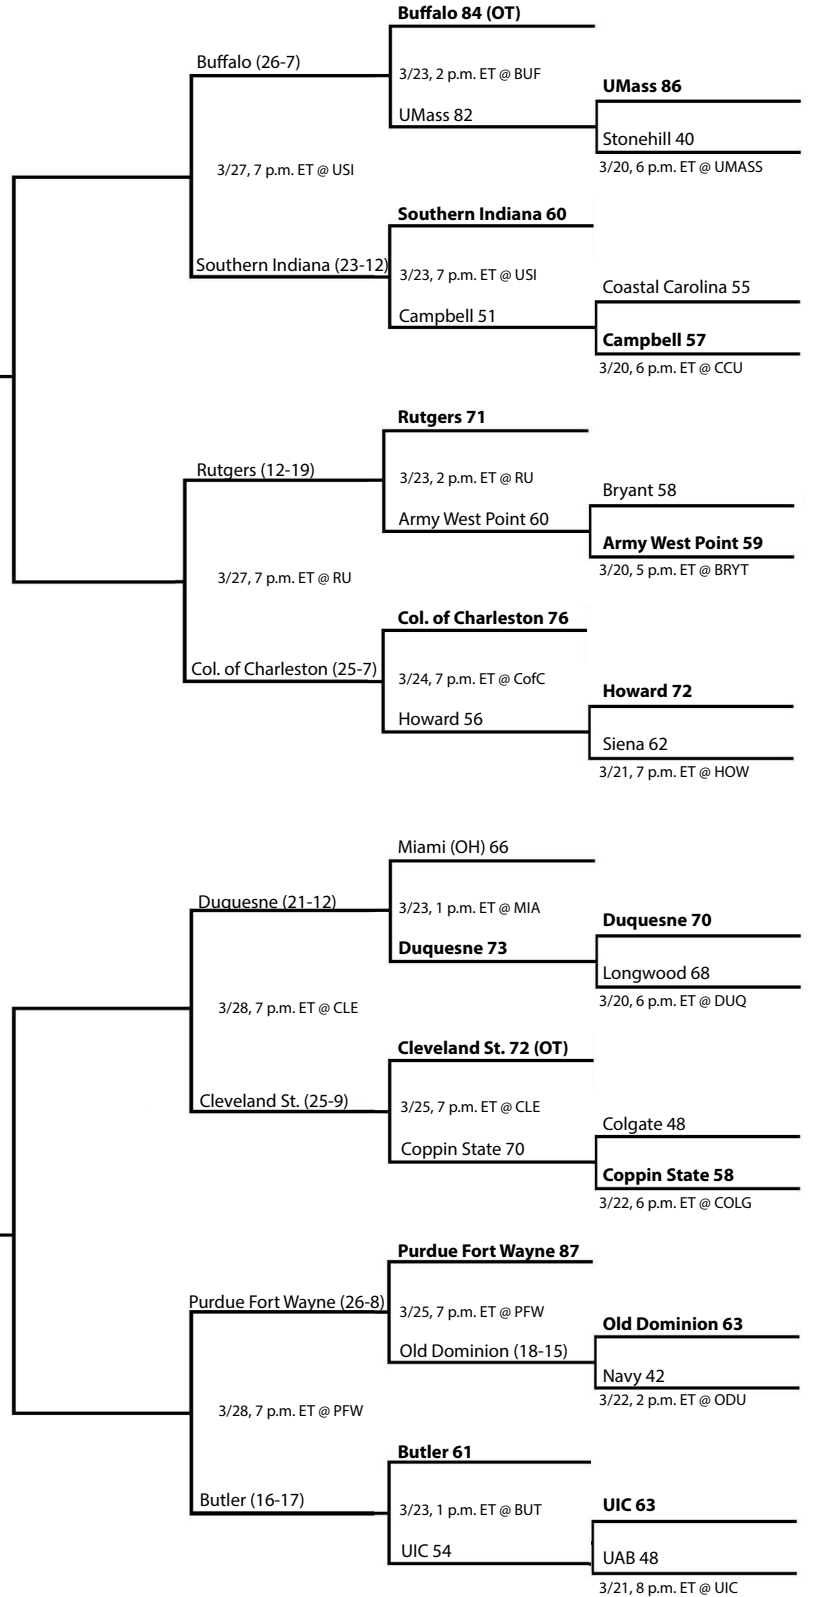 Buffalo 84 (OT)
Buffalo (26-7)
3/23, 2 p.m. ET @ BUF
UMass 86
UMass 82
Stonehill 40
3/20, 6 p.m. ET @ UMASS
3/27, 7 p.m. ET @ USI
Southern Indiana 60
Southern Indiana (23-12)
3/23, 7 p.m. ET @ USI
Coastal Carolina 55
Campbell 51
Campbell 57
3/20, 6 p.m. ET @ CCU
Rutgers 71
Rutgers (12-19)
3/23, 2 p.m. ET @ RU
Bryant 58
Army West Point 60
Army West Point 59
3/20, 5 p.m. ET @ BRYT
3/27, 7 p.m. ET @ RU
Col. of Charleston 76
Col. of Charleston (25-7)
3/24, 7 p.m. ET @ CofC
Howard 72
Howard 56
Siena 62
3/21, 7 p.m. ET @ HOW
Miami (OH) 66
Duquesne (21-12)
3/23, 1 p.m. ET @ MIA
Duquesne 70
Duquesne 73
Longwood 68
3/20, 6 p.m. ET @ DUQ
3/28, 7 p.m. ET @ CLE
Cleveland St. 72 (OT)
Cleveland St. (25-9)
3/25, 7 p.m. ET @ CLE
Colgate 48
Coppin State 70
Coppin State 58
3/22, 6 p.m. ET @ COLG
Purdue Fort Wayne 87
Purdue Fort Wayne (26-8)
3/25, 7 p.m. ET @ PFW
Old Dominion 63
Old Dominion (18-15)
Navy 42
3/22, 2 p.m. ET @ ODU
3/28, 7 p.m. ET @ PFW
Butler 61
Butler (16-17)
3/23, 1 p.m. ET @ BUT
UIC 63
UIC 54
UAB 48
3/21, 8 p.m. ET @ UIC